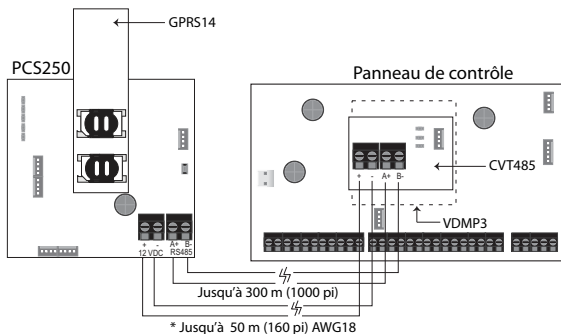 GPRS14
PCS250
Panneau de contrôle
CVT485
+ - A+ B-
VDMP3
+ - A+ B-
12 VDC RS485
Jusqu'à 300 m (1000 pi)
* Jusqu'à 50 m (160 pi) AWG18